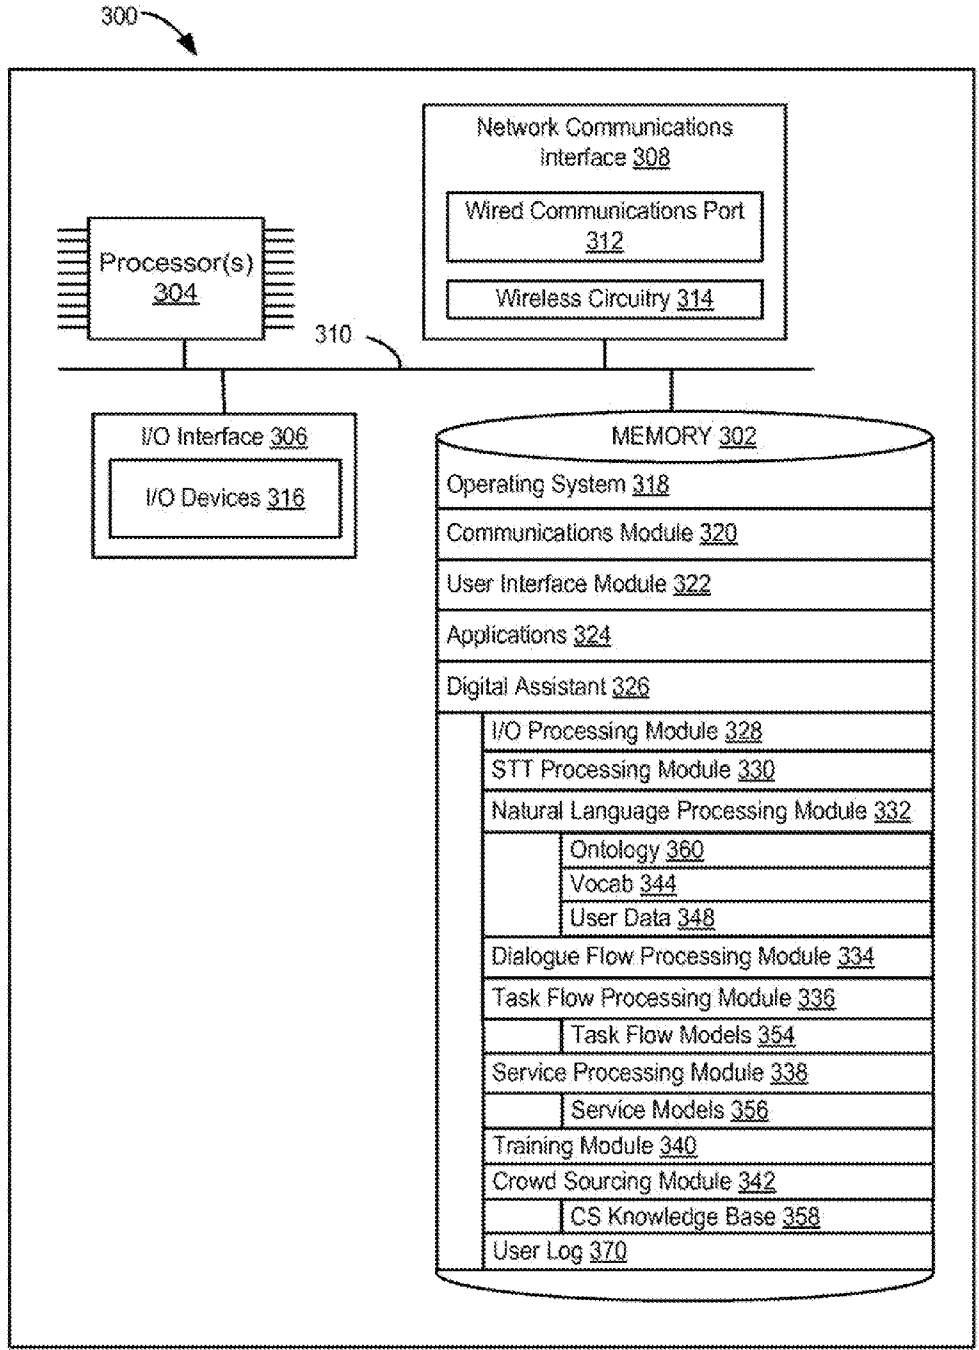 300
Network Communications
Interface 308
Wired Communications Port
312
Wireless Circuitry 314
Processor(s)
304
310
I/O Interface 306
I/O Devices 316
MEMORY 302
Operating System 318
Communications Module 320
User Interface Module 322
Applications 324
Digital Assistant 326
I/O Processing Module 328
STT Processing Module 330
Natural Language Processing Module 332
Ontology 360
Vocab 344
User Data 348
Dialogue Flow Processing Module 334
Task Flow Processing Module 336
Task Flow Models 354
Service Processing Module 338
Service Models 356
Training Module 340
Crowd Sourcing Module 342
CS Knowledge Base 358
User Log 370